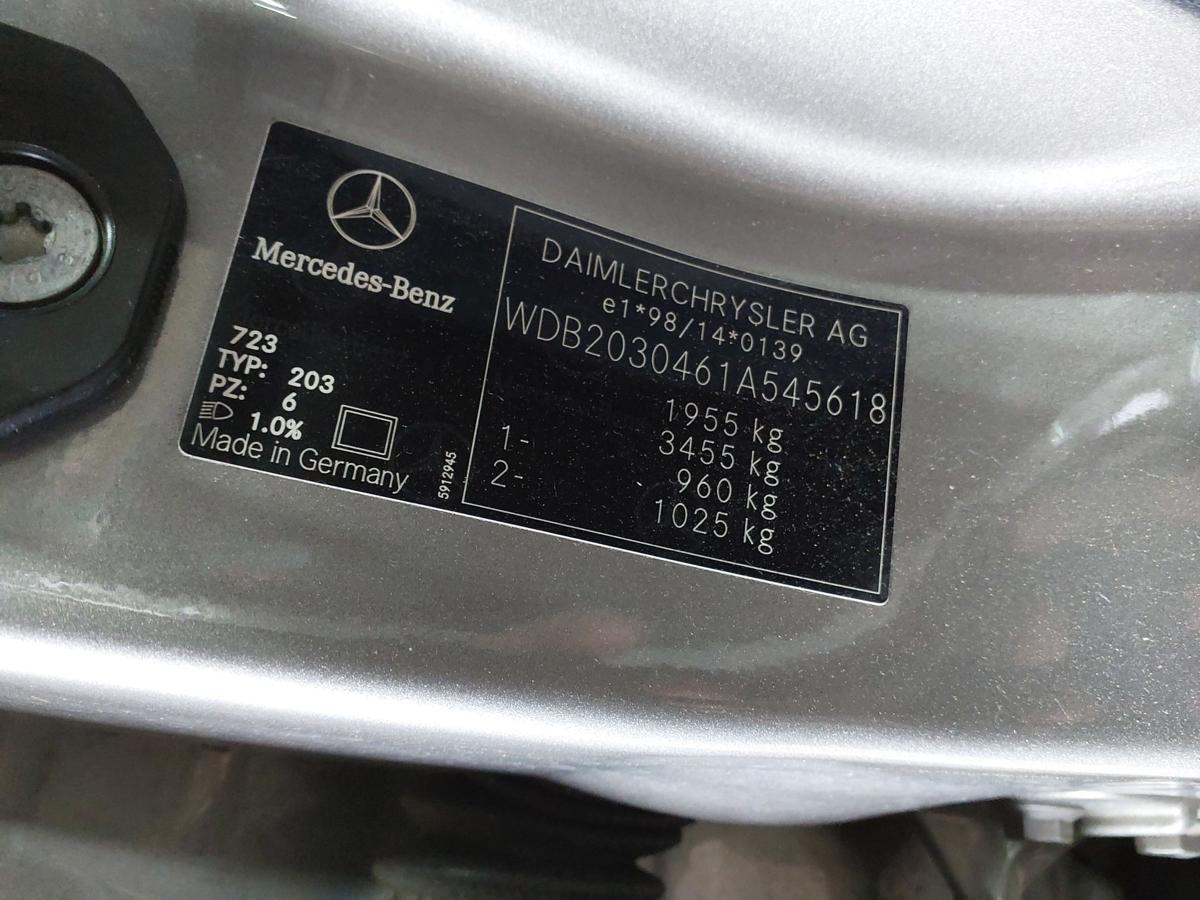 Mercedes-Benz
723
TYP: 203
PZ: 6
1.0%
Made in Germany
5912945
DAIMLERCHRYSLER AG
e1*98/14*0139
WDB2030461A545618
1955 kg
3455 kg
1- 960 kg
2- 1025 kg